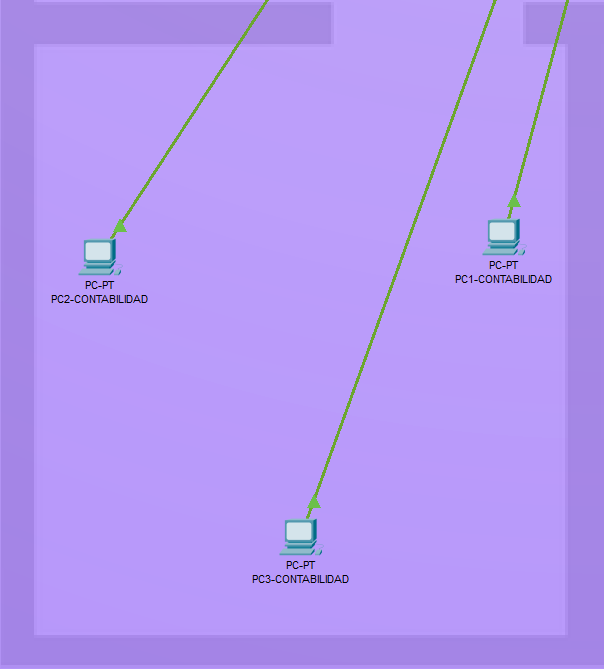 PC-PT
PC2-CONTABILIDAD
PC-PT
PC1-CONTABILIDAD
PC-PT
PC3-CONTABILIDAD